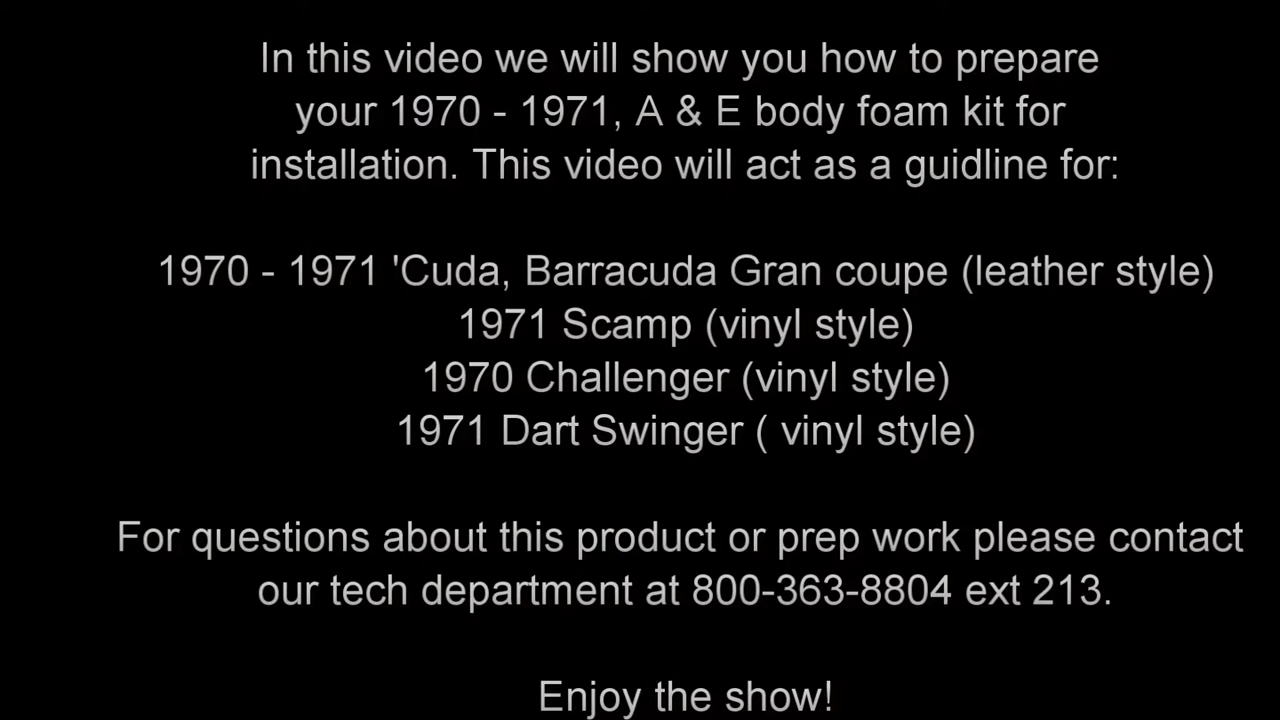 In this video we will show you how to prepare
your 1970 - 1971, A & E body foam kit for
installation. This video will act as a guidline for:
1970 - 1971 'Cuda, Barracuda Gran coupe (leather style)
1971 Scamp (vinyl style)
1970 Challenger (vinyl style)
1971 Dart Swinger ( vinyl style)
For questions about this product or prep work please contact
our tech department at 800-363-8804 ext 213.
Enjoy the show!